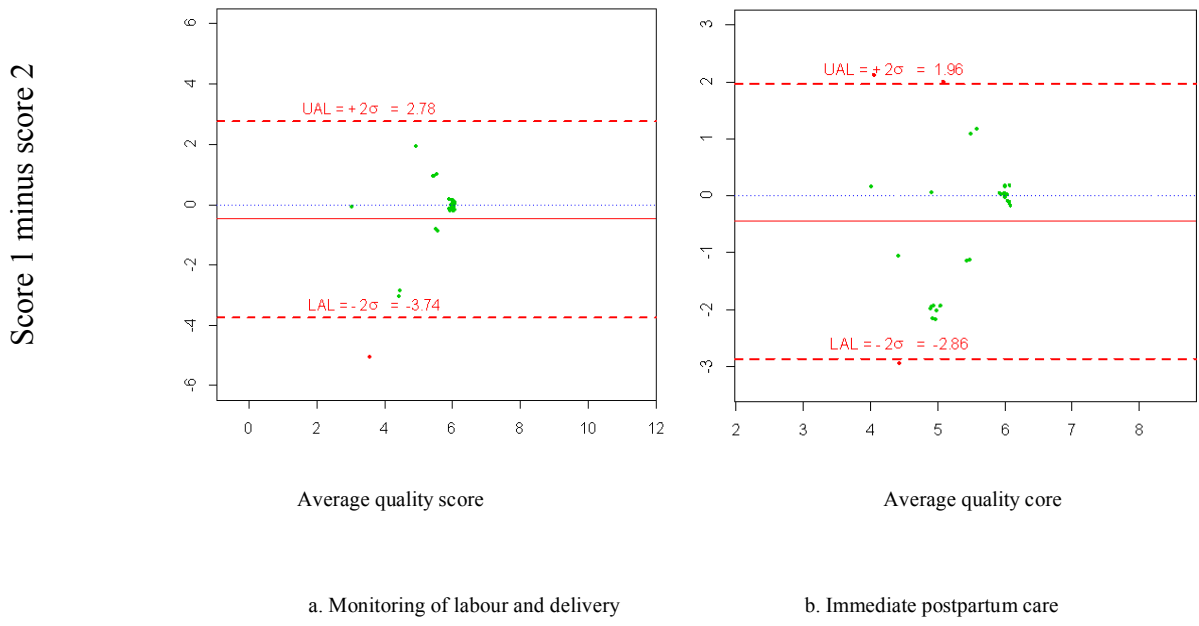 Score 1 minus score 2
6
4
2
0
-2
-4
-6
UAL = + 2σ = 2.78
LAL = - 2σ = -3.74
0 2 4 6 8 10 12
Average quality score
a. Monitoring of labour and delivery
3
2
1
0
-1
-2
-3
UAL = + 2σ = 1.96
LAL = - 2σ = -2.86
2 3 4 5 6 7 8
Average quality core
b. Immediate postpartum care